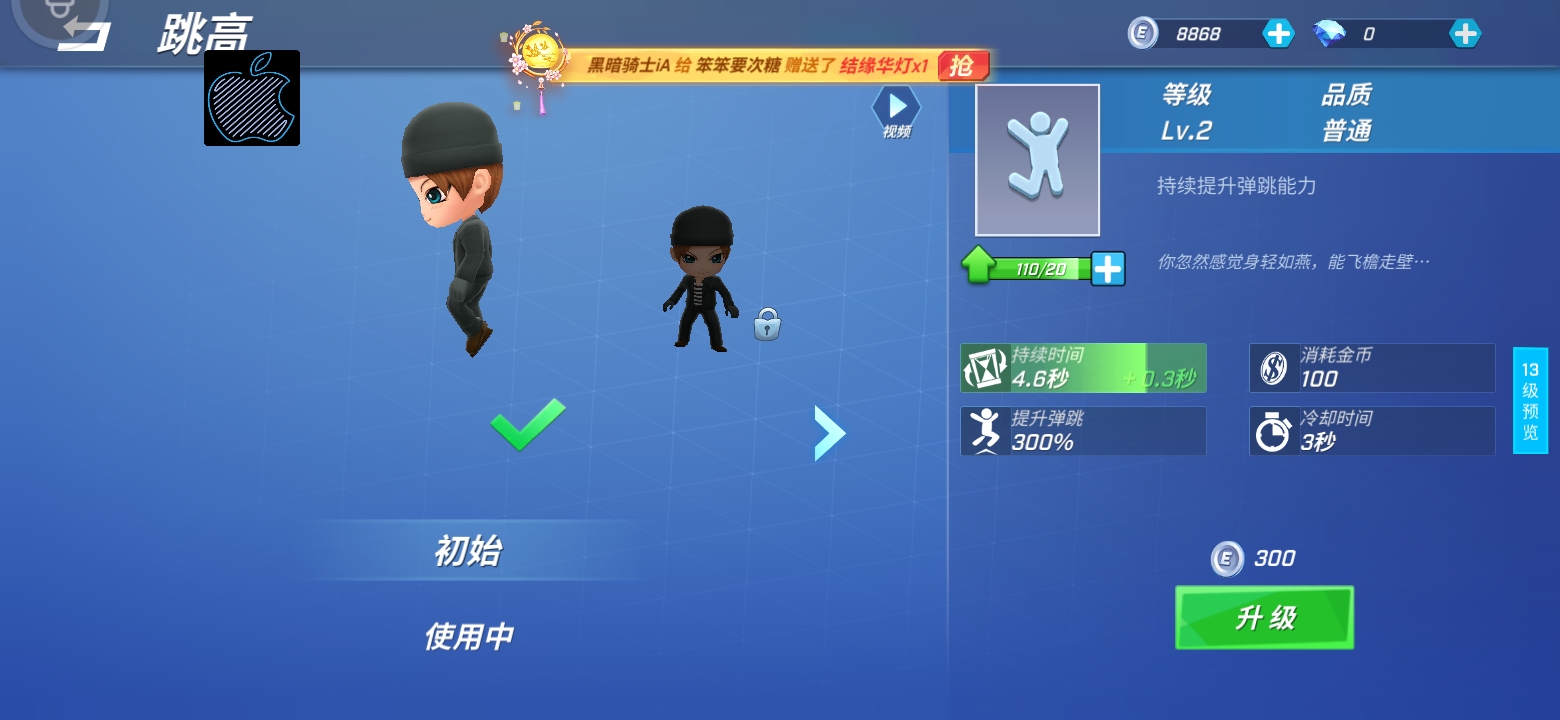 跳高
E 8868
0
黑暗骑士iA 给 笨笨要次糖 赠送了 结缘华灯x1 抢
视频
等级 品质
Lv.2 普通
持续提升弹跳能力
110/20
你忽然感觉身轻如燕，能飞檐走壁…
持续时间
4.6秒 +0.3秒
消耗金币
100
提升弹跳
300%
冷却时间
3秒
13级预览
初始
使用中
E 300
升级